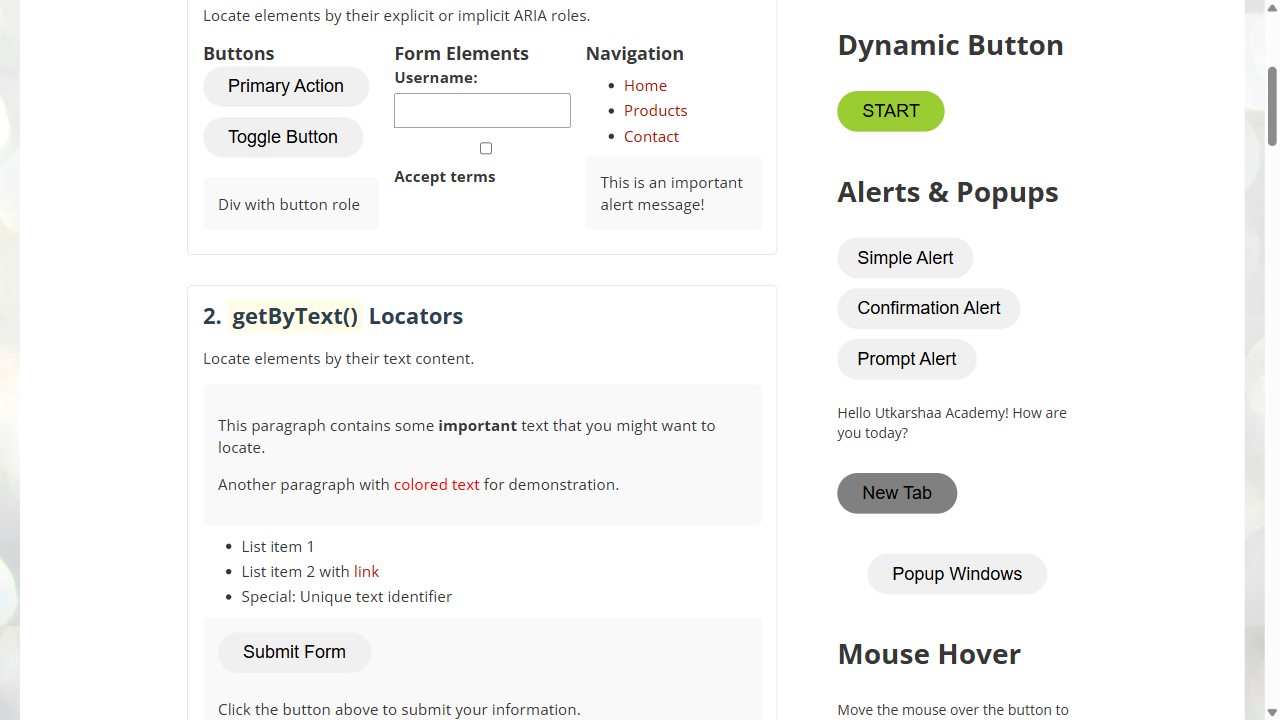 Locate elements by their explicit or implicit ARIA roles.
Buttons
Primary Action
Toggle Button
Div with button role
Form Elements
Username:
Accept terms
Navigation
Home
Products
Contact
This is an important
alert message!
2. getByText() Locators
Locate elements by their text content.
This paragraph contains some important text that you might want to
locate.
Another paragraph with colored text for demonstration.
List item 1
List item 2 with link
Special: Unique text identifier
Submit Form
Click the button above to submit your information.
Dynamic Button
START
Alerts & Popups
Simple Alert
Confirmation Alert
Prompt Alert
Hello Utkarshaa Academy! How are
you today?
New Tab
Popup Windows
Mouse Hover
Move the mouse over the button to